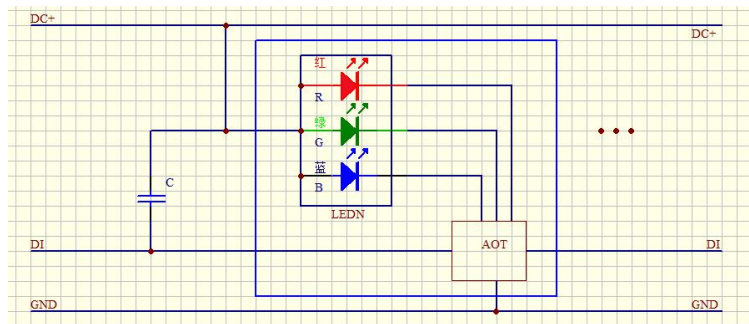 DC+
DC+
红
R
绿
G
蓝
B
C
LEDN
DI
AOT
DI
GND
GND